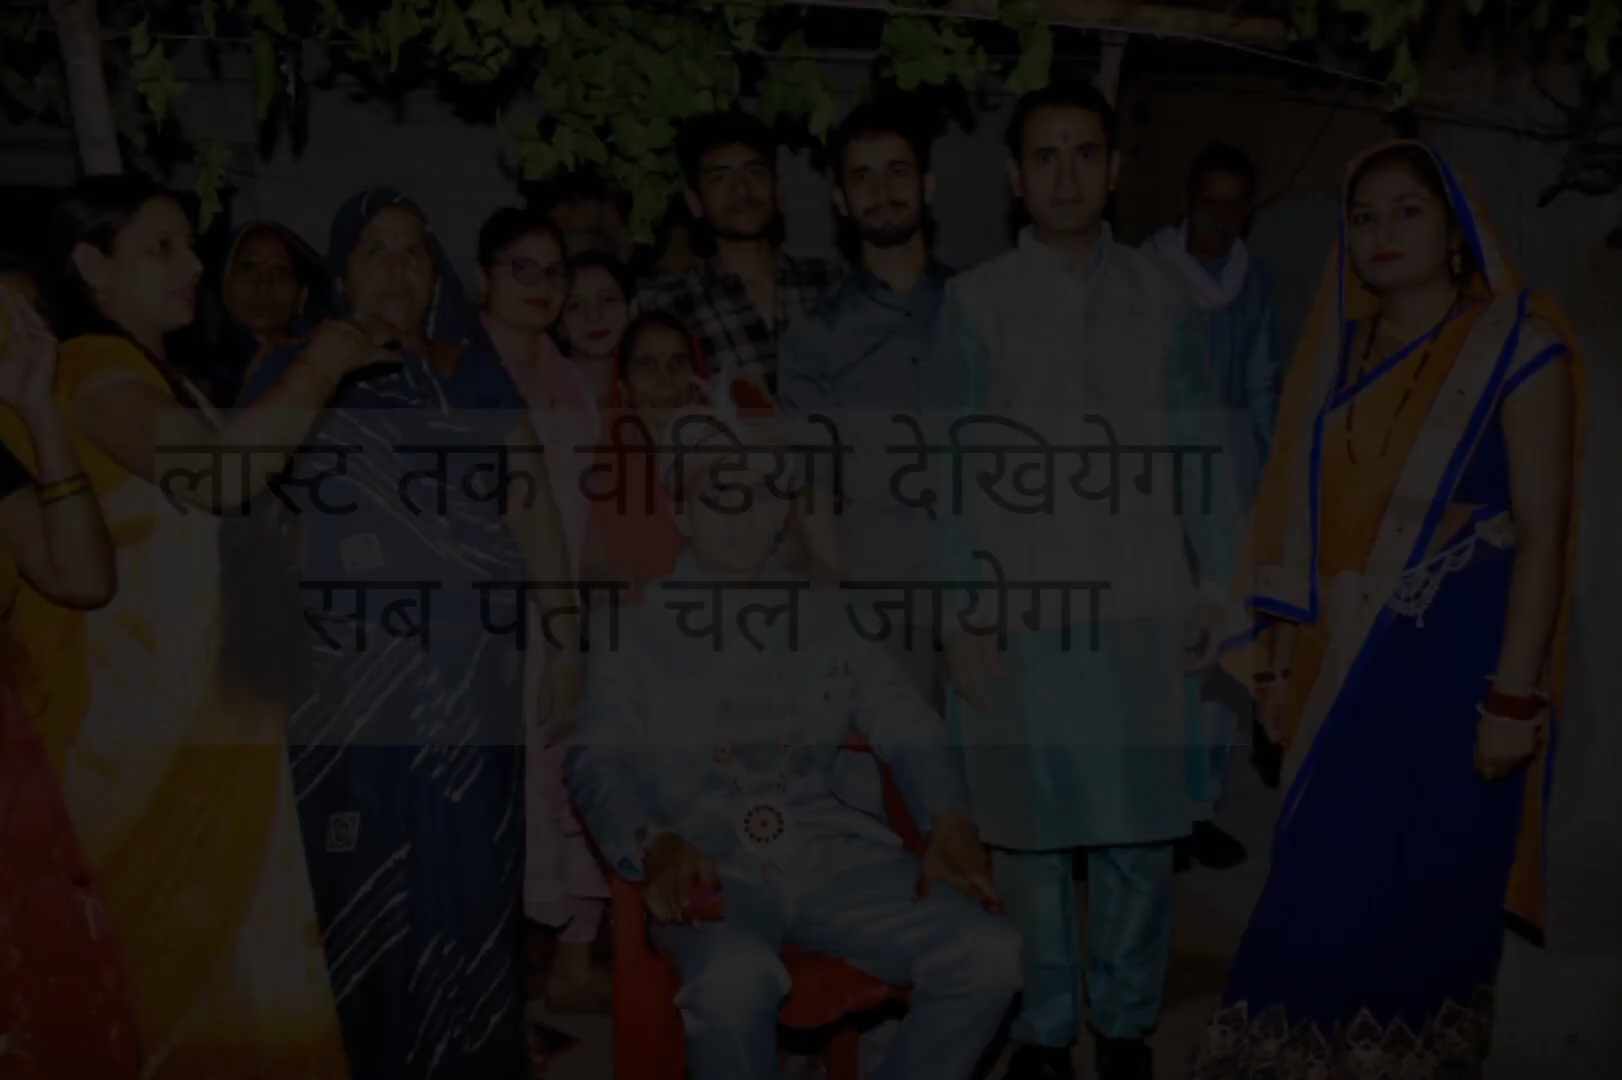 लास्ट तक वीडियो देखियेगा
सब पता चल जायेगा